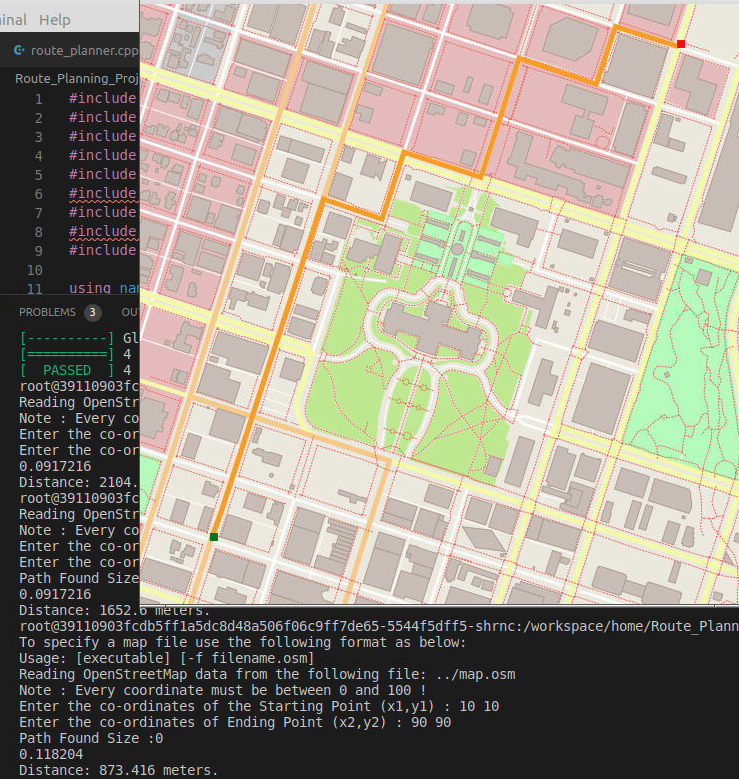 inal Help
route_planner.cpp
Route_Planning_Proj
1 #include
2 #include
3 #include
4 #include
5 #include
6 #include
7 #include
8 #include
9 #include
10
11 using nam
PROBLEMS 3 OU
[----------] Gl
[==========] 4
[  PASSED  ] 4
root@39110903fc
Reading OpenStre
Note : Every co
Enter the co-or
Enter the co-or
0.0917216
Distance: 2104.
root@39110903fc
Reading OpenStr
Note : Every co
Enter the co-or
Enter the co-or
Path Found Size
0.0917216
Distance: 1652.6 meters.
root@39110903fcdb5ff1a5dc8d48a506f06c9ff7de65-5544f5dff5-shrnc:/workspace/home/Route_Plann
To specify a map file use the following format as below:
Usage: [executable] [-f filename.osm]
Reading OpenStreetMap data from the following file: ../map.osm
Note : Every coordinate must be between 0 and 100 !
Enter the co-ordinates of the Starting Point (x1,y1) : 10 10
Enter the co-ordinates of Ending Point (x2,y2) : 90 90
Path Found Size :0
0.118204
Distance: 873.416 meters.